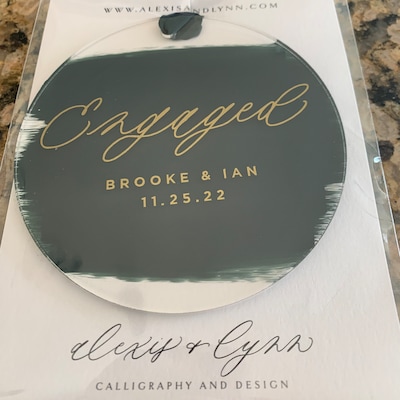 WWW.ALEXISANDLYNN.COM
Engaged
BROOKE & IAN
11.25.22
alexis + lynn
CALLIGRAPHY AND DESIGN